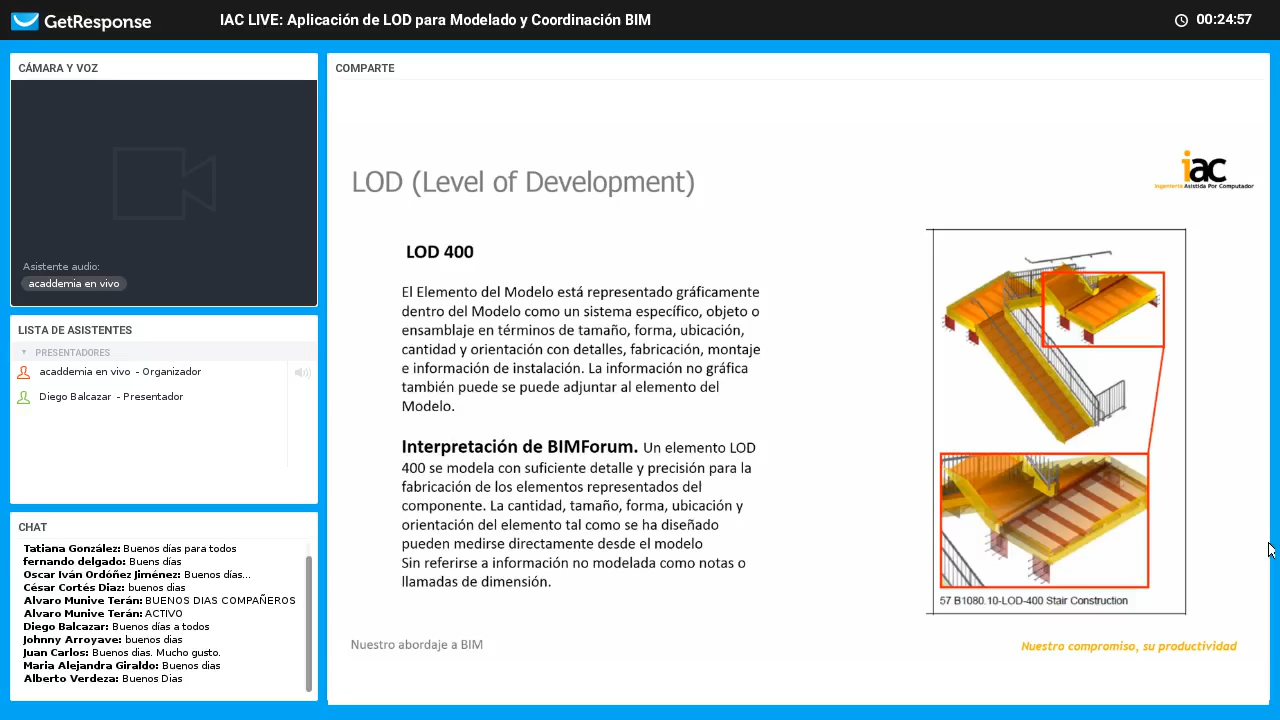 GetResponse
IAC LIVE: Aplicación de LOD para Modelado y Coordinación BIM
00:24:57
CÁMARA Y VOZ
Asistente audio:
acaddemia en vivo
LISTA DE ASISTENTES
PRESENTADORES
acaddemia en vivo - Organizador
Diego Balcazar - Presentador
CHAT
Tatiana González: Buenos días para todos
fernando delgado: Buens días
Oscar Iván Ordóñez Jiménez: Buenos días...
César Cortés Diaz: buenos dias
Alvaro Munive Terán: BUENOS DIAS COMPAÑEROS
Alvaro Munive Terán: ACTIVO
Diego Balcazar: Buenos días a todos
Johnny Arroyave: buenos dias
Juan Carlos: Buenos dias. Mucho gusto.
Maria Alejandra Giraldo: Buenos dias
Alberto Verdeza: Buenos Dias
COMPARTE
LOD (Level of Development)
iac
Ingeniería Asistida Por Computador
LOD 400
El Elemento del Modelo está representado gráficamente
dentro del Modelo como un sistema específico, objeto o
ensamblaje en términos de tamaño, forma, ubicación,
cantidad y orientación con detalles, fabricación, montaje
e información de instalación. La información no gráfica
también puede se puede adjuntar al elemento del
Modelo.
Interpretación de BIMForum. Un elemento LOD
400 se modela con suficiente detalle y precisión para la
fabricación de los elementos representados del
componente. La cantidad, tamaño, forma, ubicación y
orientación del elemento tal como se ha diseñado
pueden medirse directamente desde el modelo
Sin referirse a información no modelada como notas o
llamadas de dimensión.
57 B1080.10-LOD-400 Stair Construction
Nuestro abordaje a BIM
Nuestro compromiso, su productividad